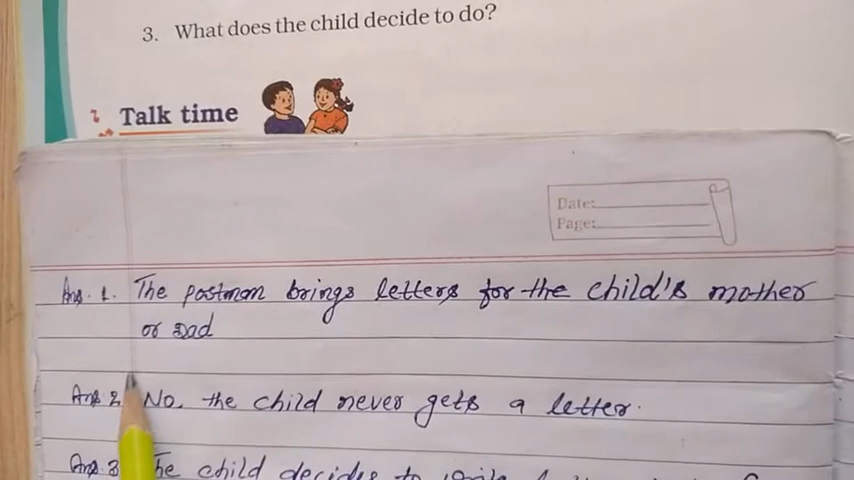 3. What does the child decide to do?
Talk time
Date:
Page:
Ans. 1. The postman brings letters for the child's mother
or Dad
Ans 2. No, the child never gets a letter.
Ans. 3 The child decides to